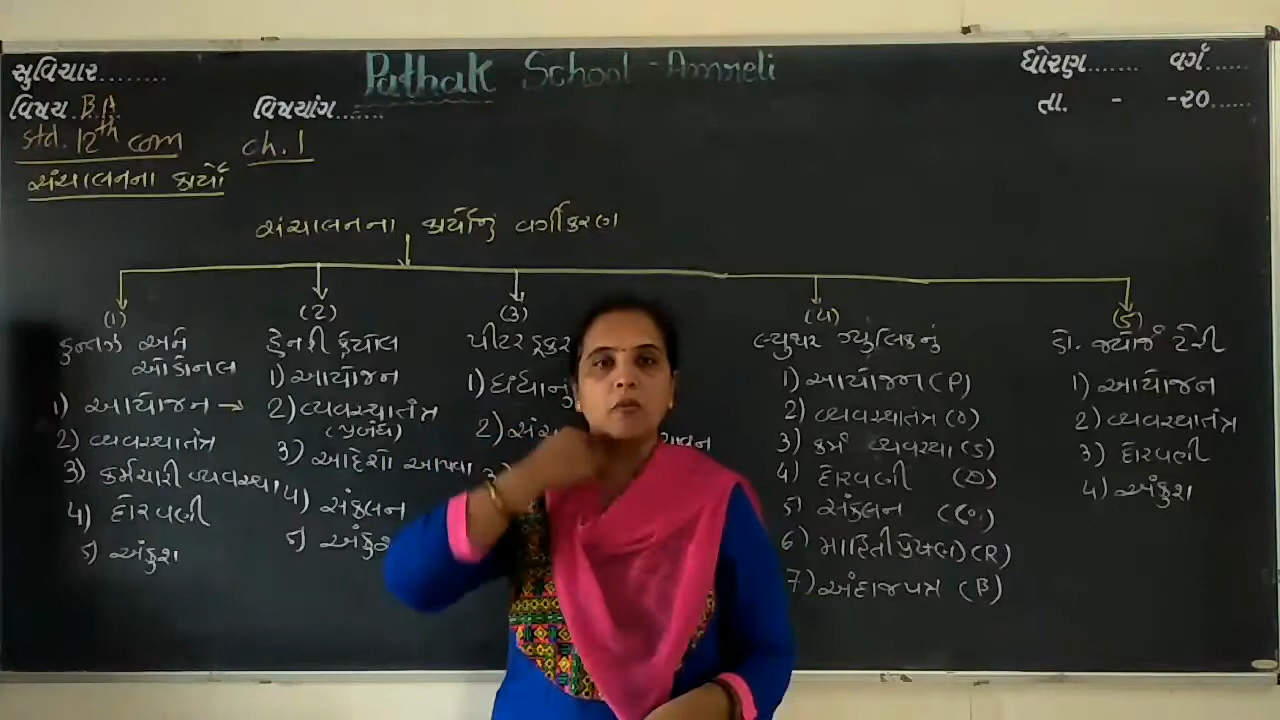 સુવિચાર........
Pathak School - Amreli
ધોરણ....... વર્ગ......
વિષય. BA
વિષયાંગ.......
તા. - -૨૦......
Std. 12th com
ch. 1
સંચાલનના કાર્યો
સંચાલનના કાર્યોનું વર્ગીકરણ
(1)
કુન્ત્ઝ અને
ઓડોનલ
1) આયોજન →
2) વ્યવસ્થાતંત્ર
3) કર્મચારી વ્યવસ્થા
4) દોરવણી
5) અંકુશ
(2)
હેનરી ફેયોલ
1) આયોજન
2) વ્યવસ્થાતંત્ર
(પ્રબંધ)
3) આદેશો આપવા
4) સંકલન
5)
(3)
પીટર ડ્રકર
1) ધંધાનું
2)
(4)
લ્યુથર ગ્યુલિકનું
1) આયોજન (P)
2) વ્યવસ્થાતંત્ર (O)
3) કર્મ વ્યવસ્થા (S)
4) દોરવણી (D)
5) સંકલન (Co)
6) માહિતીપ્રેષણ (R)
7) અંદાજપત્ર (B)
(5)
ડો. જ્યોર્જ ટેરી
1) આયોજન
2) વ્યવસ્થાતંત્ર
3) દોરવણી
4) અંકુશ